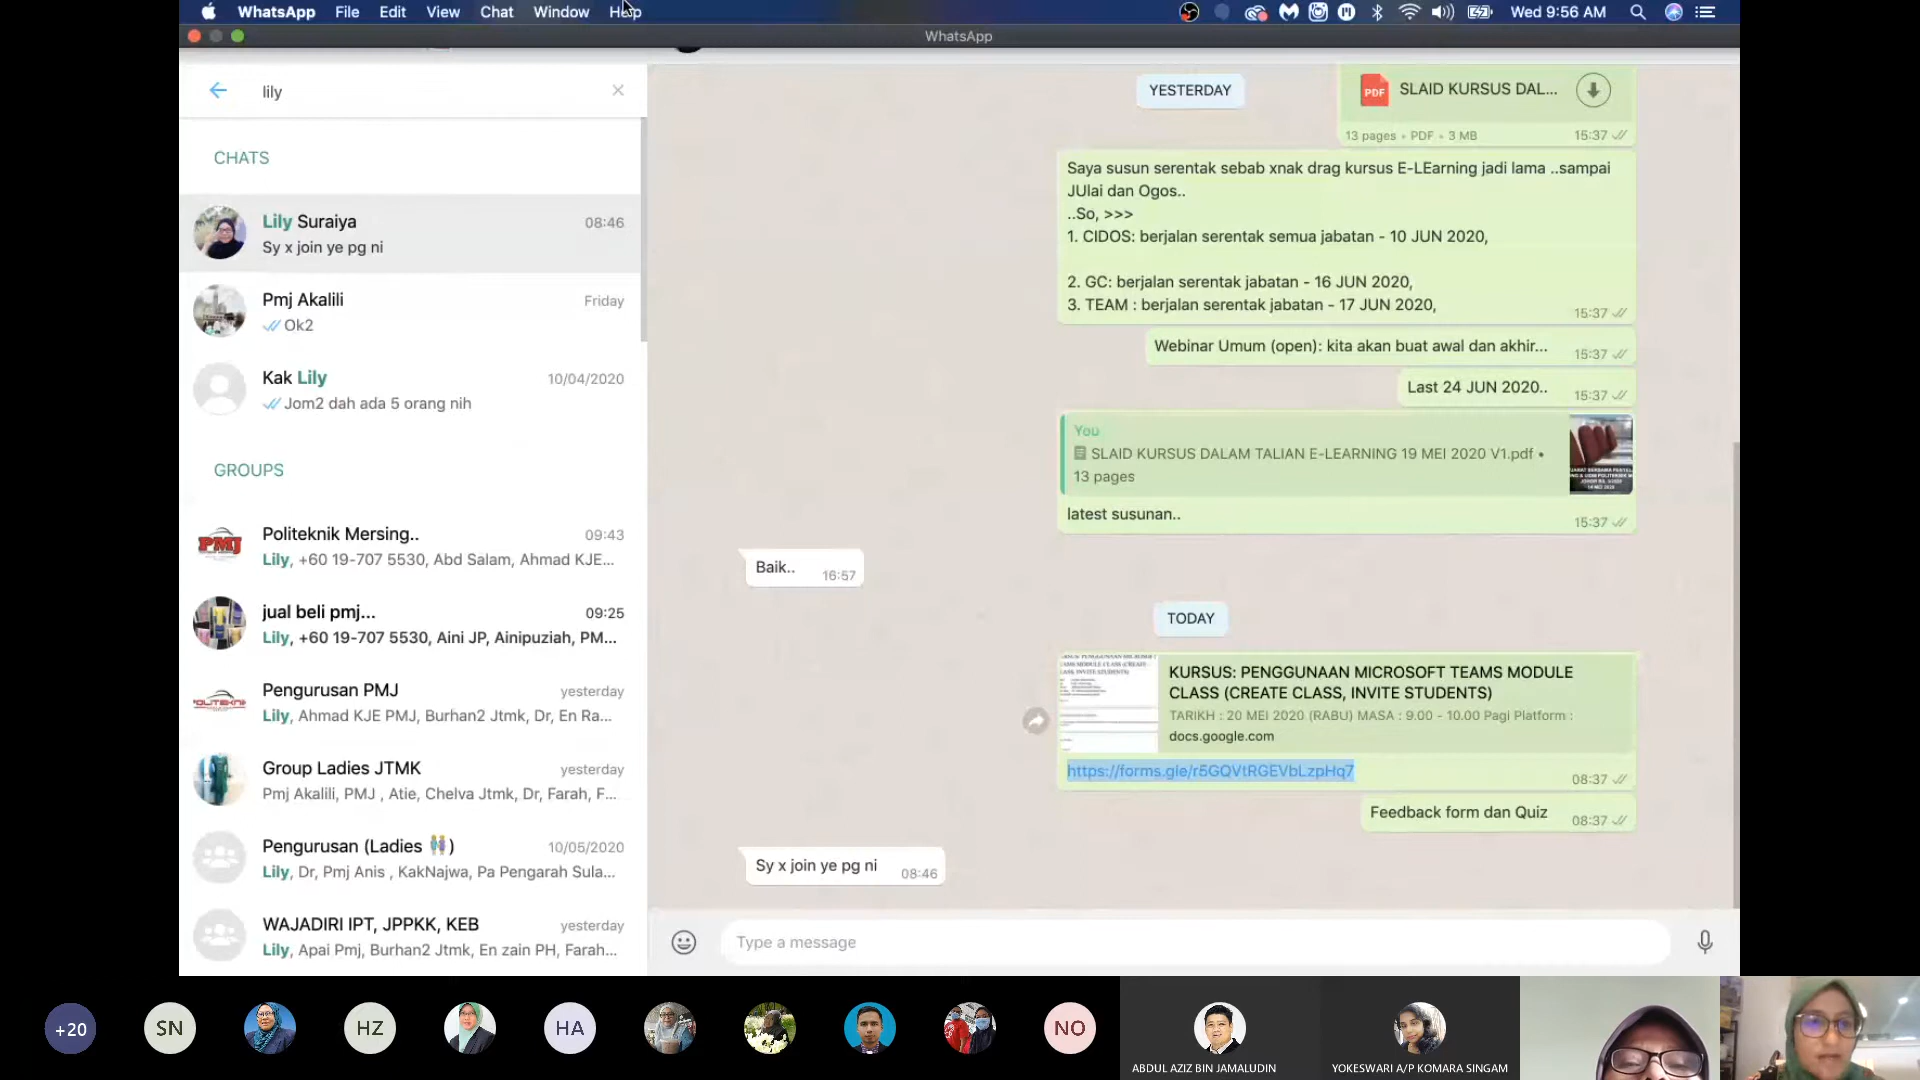 WhatsApp File Edit View Chat Window Help
Wed 9:56 AM
WhatsApp
lily
CHATS
Lily Suraiya 08:46
Sy x join ye pg ni
Pmj Akalili Friday
Ok2
Kak Lily 10/04/2020
Jom2 dah ada 5 orang nih
GROUPS
Politeknik Mersing.. 09:43
Lily, +60 19-707 5530, Abd Salam, Ahmad KJE...
jual beli pmj... 09:25
Lily, +60 19-707 5530, Aini JP, Ainipuziah, PM...
Pengurusan PMJ yesterday
Lily, Ahmad KJE PMJ, Burhan2 Jtmk, Dr, En Ra...
Group Ladies JTMK yesterday
Pmj Akalili, PMJ , Atie, Chelva Jtmk, Dr, Farah, F...
Pengurusan (Ladies 👭) 10/05/2020
Lily, Dr, Pmj Anis , KakNajwa, Pa Pengarah Sula...
WAJADIRI IPT, JPPKK, KEB yesterday
Lily, Apai Pmj, Burhan2 Jtmk, En zain PH, Farah...
YESTERDAY
PDF SLAID KURSUS DAL...
13 pages • PDF • 3 MB 15:37
Saya susun serentak sebab xnak drag kursus E-LEarning jadi lama ..sampai
JUlai dan Ogos..
..So, >>>
1. CIDOS: berjalan serentak semua jabatan - 10 JUN 2020,
2. GC: berjalan serentak jabatan - 16 JUN 2020,
3. TEAM : berjalan serentak jabatan - 17 JUN 2020,
15:37
Webinar Umum (open): kita akan buat awal dan akhir... 15:37
Last 24 JUN 2020.. 15:37
You
SLAID KURSUS DALAM TALIAN E-LEARNING 19 MEI 2020 V1.pdf •
13 pages
latest susunan.. 15:37
Baik.. 16:57
TODAY
KURSUS: PENGGUNAAN MICROSOFT TEAMS MODULE
CLASS (CREATE CLASS, INVITE STUDENTS)
TARIKH : 20 MEI 2020 (RABU) MASA : 9.00 - 10.00 Pagi Platform :
docs.google.com
https://forms.gle/r5GQVtRGEVbLzpHq7 08:37
Feedback form dan Quiz 08:37
Sy x join ye pg ni 08:46
Type a message
+20 SN HZ HA NO
ABDUL AZIZ BIN JAMALUDIN
YOKESWARI A/P KOMARA SINGAM